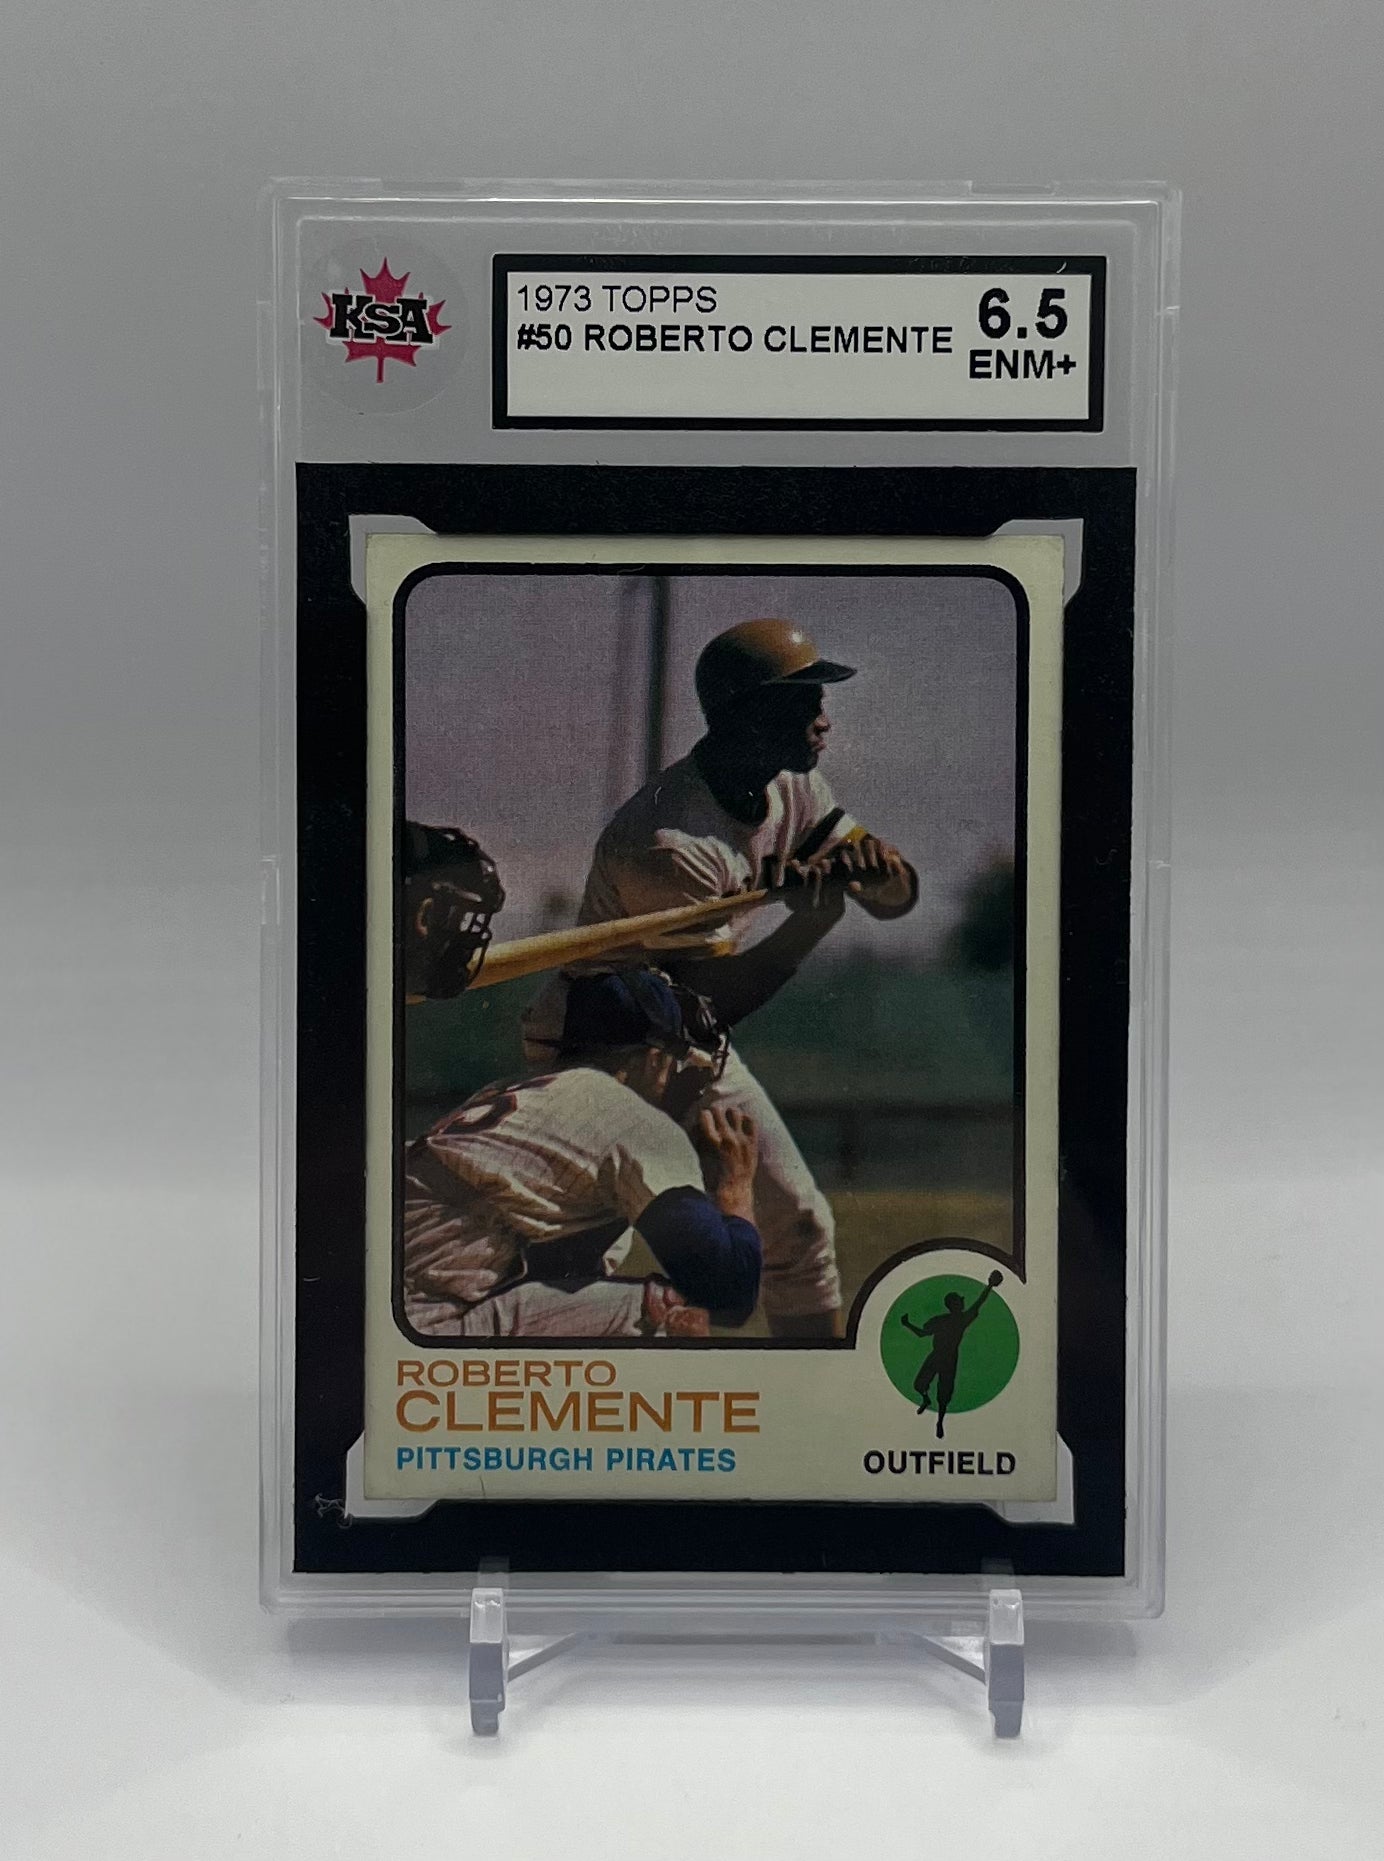 KSA
1973 TOPPS
#50 ROBERTO CLEMENTE
6.5
ENM+
ROBERTO
CLEMENTE
PITTSBURGH PIRATES
OUTFIELD